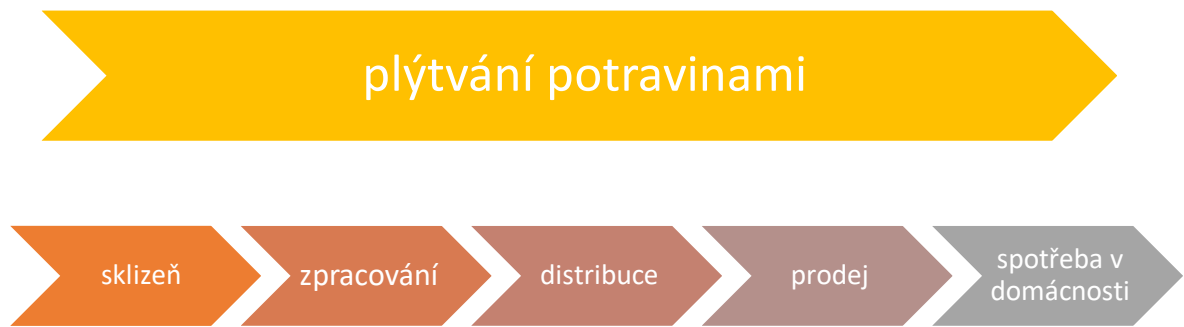 plýtvání potravinami
sklizeň
zpracování
distribuce
prodej
spotřeba v
domácnosti